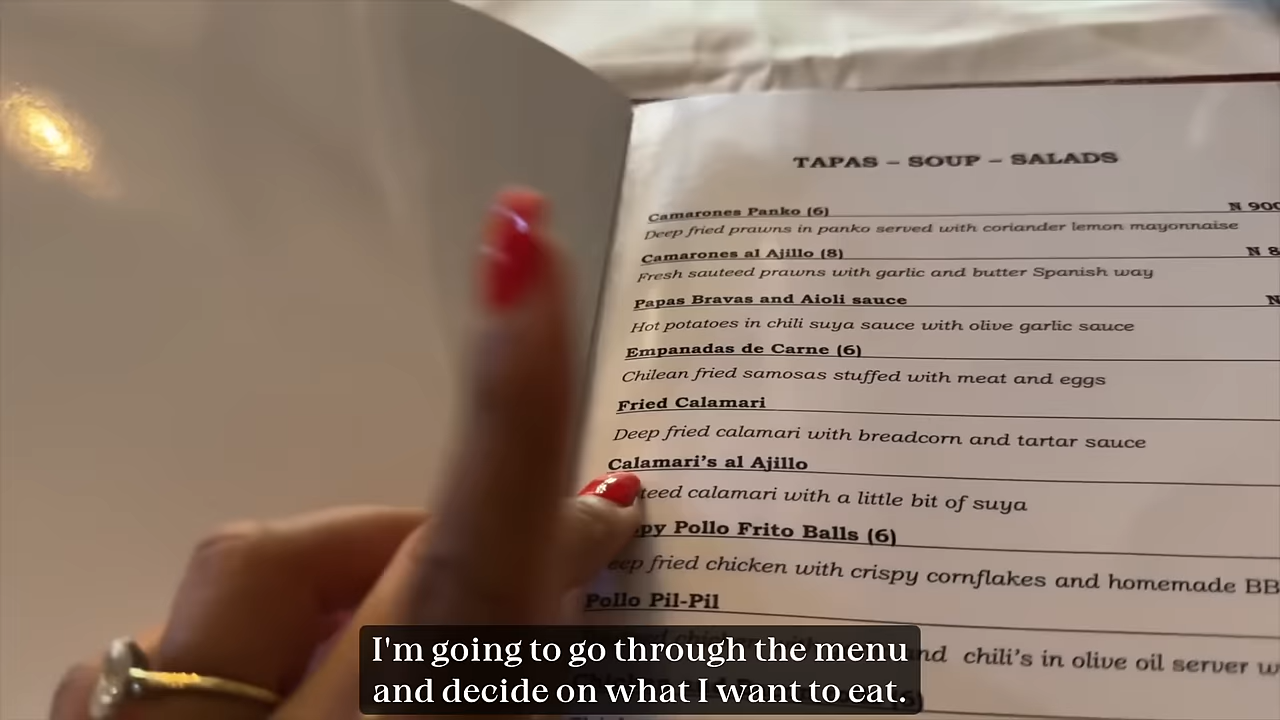 TAPAS – SOUP – SALADS
Camarones Panko (6) N 900
Deep fried prawns in panko served with coriander lemon mayonnaise
Camarones al Ajillo (8) N 8
Fresh sauteed prawns with garlic and butter Spanish way
Papas Bravas and Aioli sauce N
Hot potatoes in chili suya sauce with olive garlic sauce
Empanadas de Carne (6)
Chilean fried samosas stuffed with meat and eggs
Fried Calamari
Deep fried calamari with breadcorn and tartar sauce
Calamari's al Ajillo
teed calamari with a little bit of suya
py Pollo Frito Balls (6)
eep fried chicken with crispy cornflakes and homemade BB
Pollo Pil-Pil
nd chili's in olive oil server w
I'm going to go through the menu
and decide on what I want to eat.